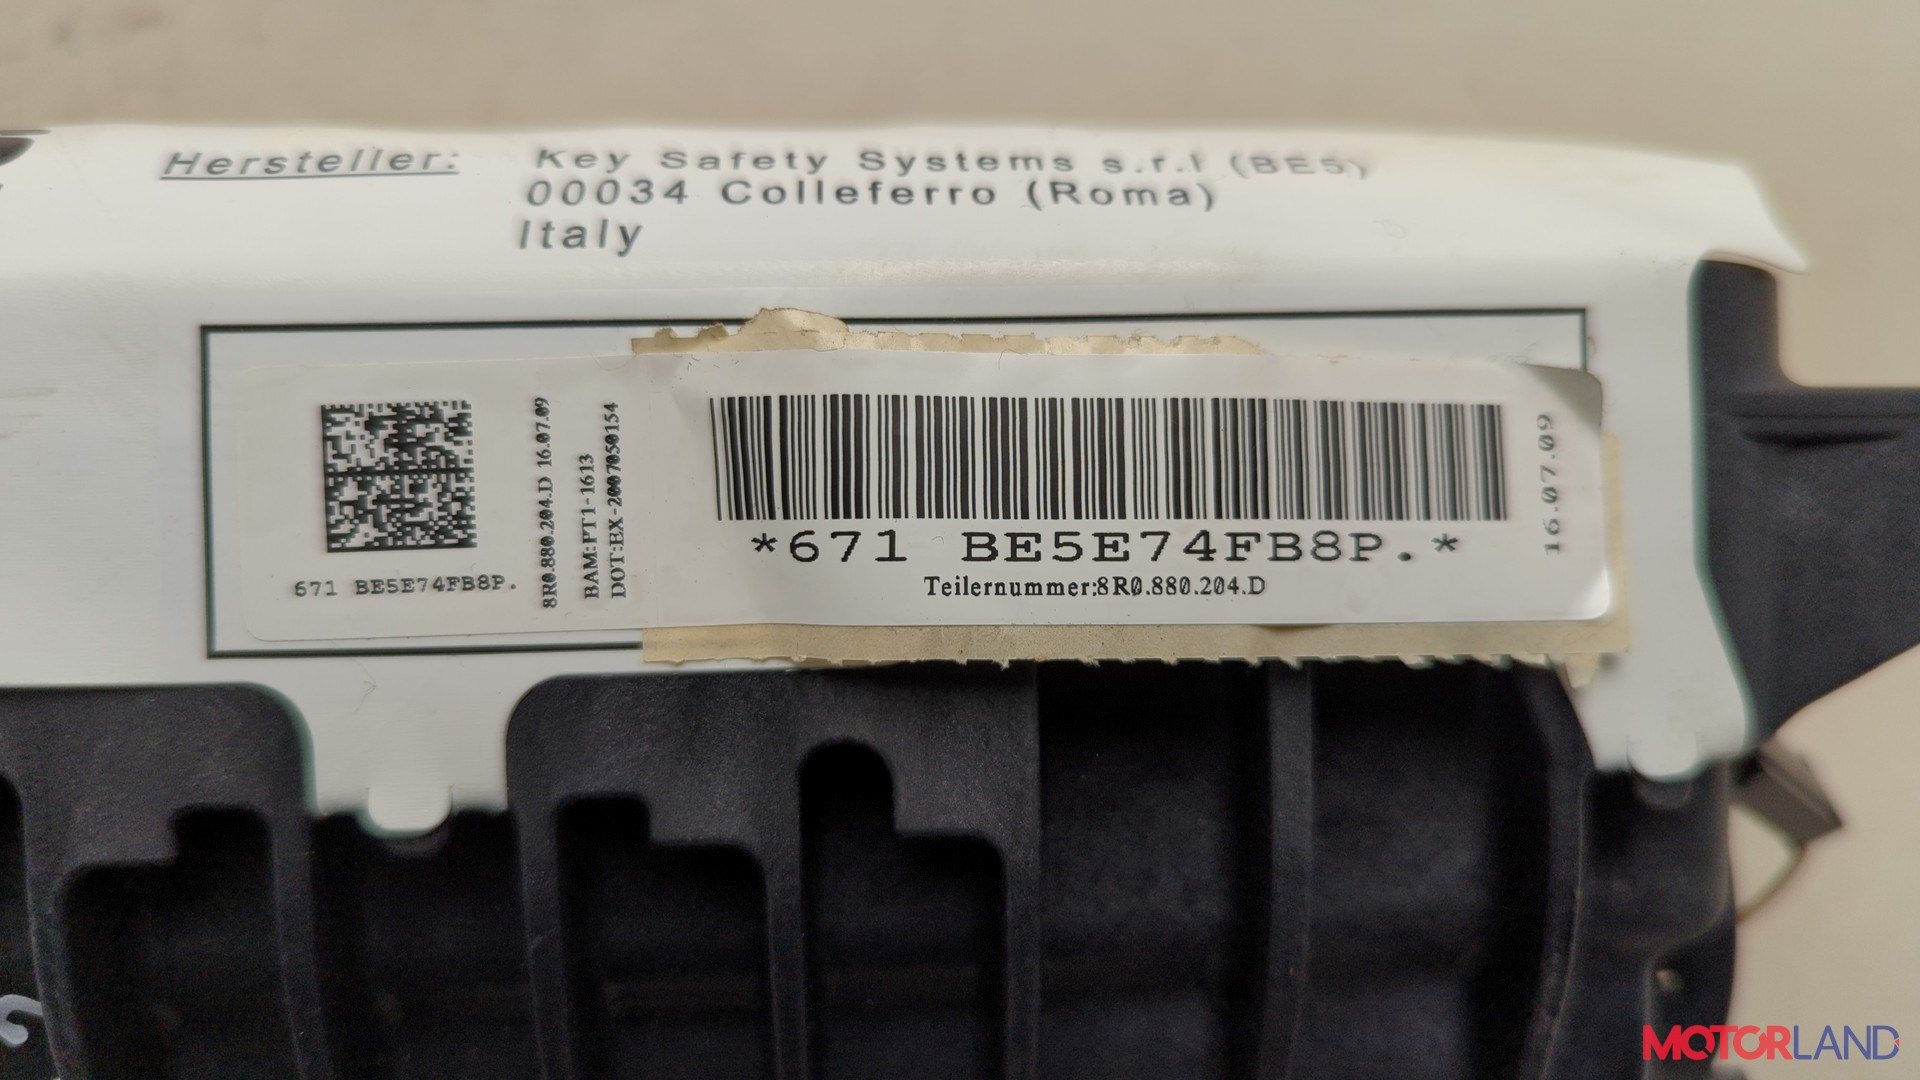 Hersteller: Key Safety Systems s.r.l (BE5)
00034 Colleferro (Roma)
Italy
671 BE5E74FB8P.
8R0.880.204.D 16.07.09
BAM:PT1-1613
DOT:EX-2007050154
*671 BE5E74FB8P.*
Teilernummer:8R0.880.204.D
16.07.09
MOTORLAND